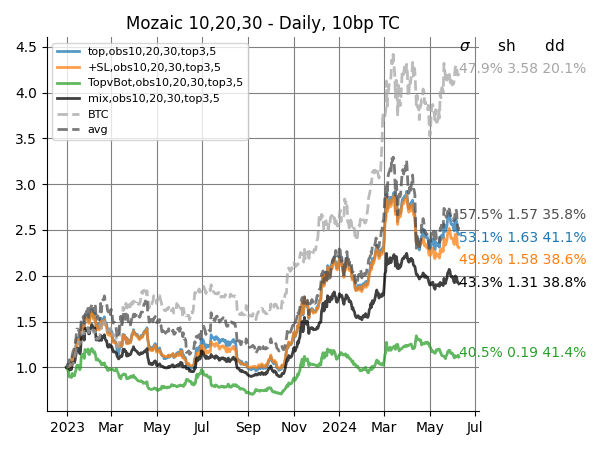 Mozaic 10,20,30 - Daily, 10bp TC
σ sh dd
top,obs10,20,30,top3,5
+SL,obs10,20,30,top3,5
TopvBot,obs10,20,30,top3,5
mix,obs10,20,30,top3,5
BTC
avg
47.9% 3.58 20.1%
57.5% 1.57 35.8%
53.1% 1.63 41.1%
49.9% 1.58 38.6%
43.3% 1.31 38.8%
40.5% 0.19 41.4%
4.5
4.0
3.5
3.0
2.5
2.0
1.5
1.0
2023 Mar May Jul Sep Nov 2024 Mar May Jul